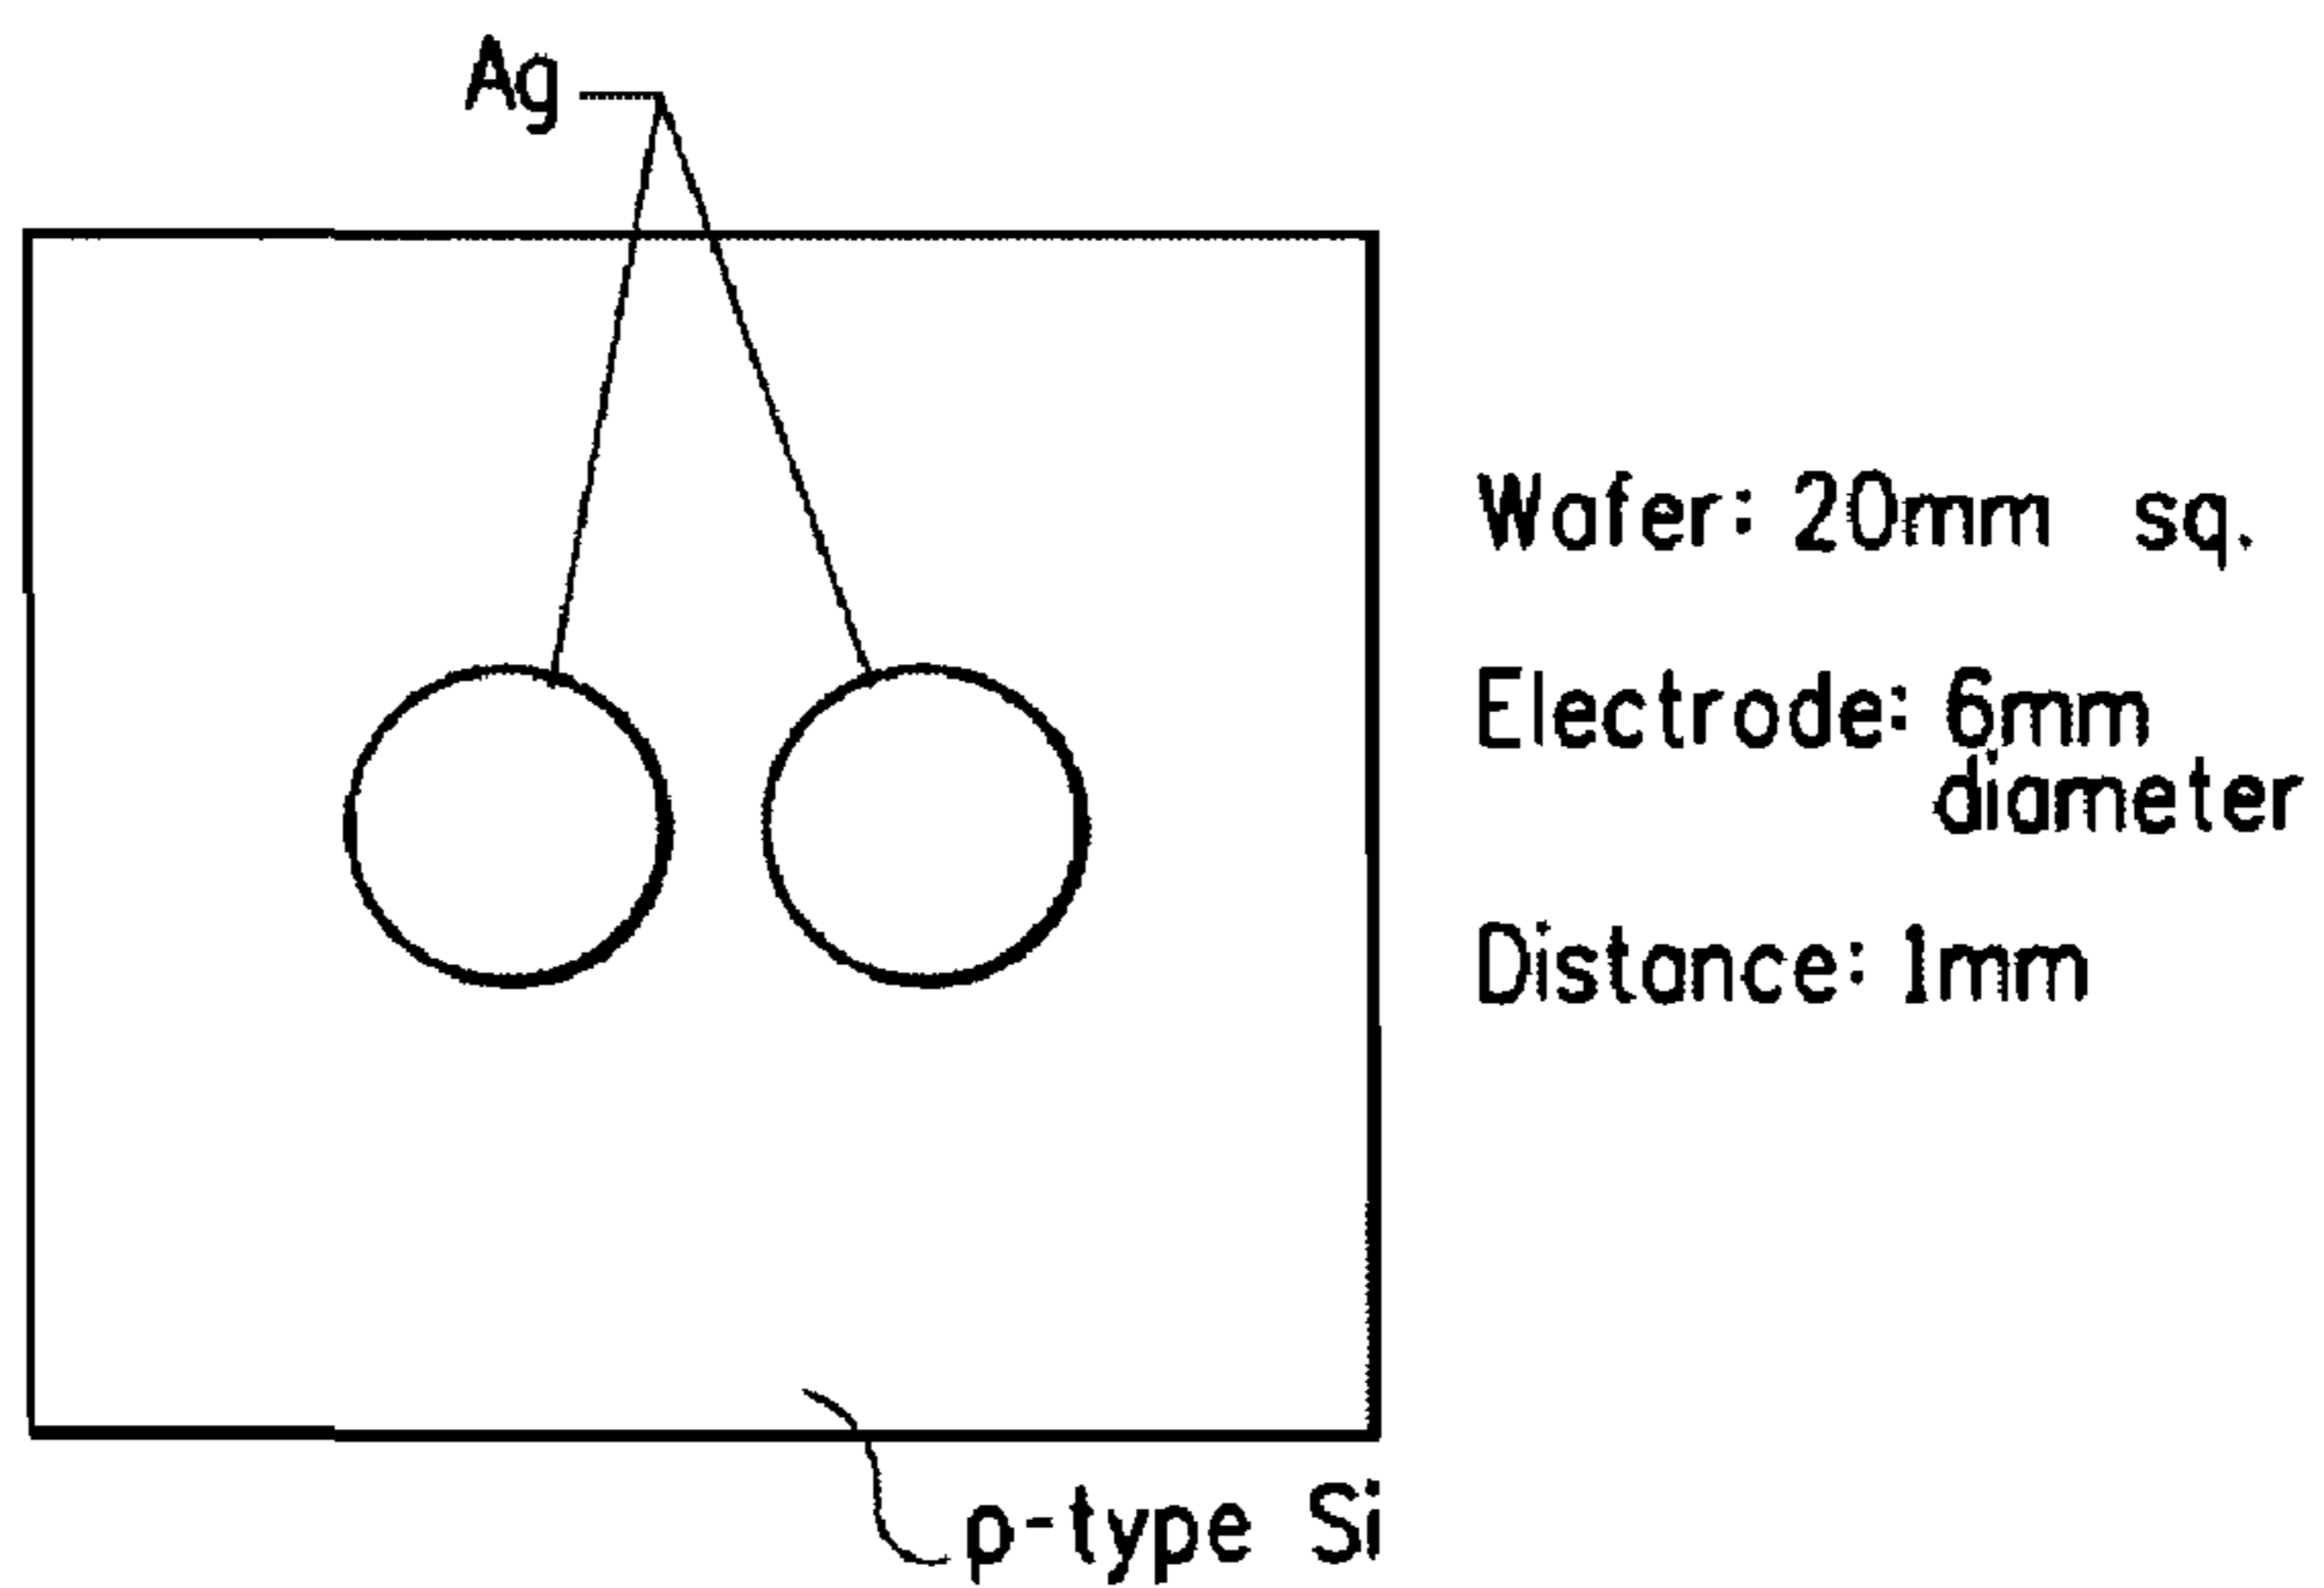 Ag
Wafer: 20mm sq.
Electrode: 6mm
diameter
Distance: 1mm
p-type Si